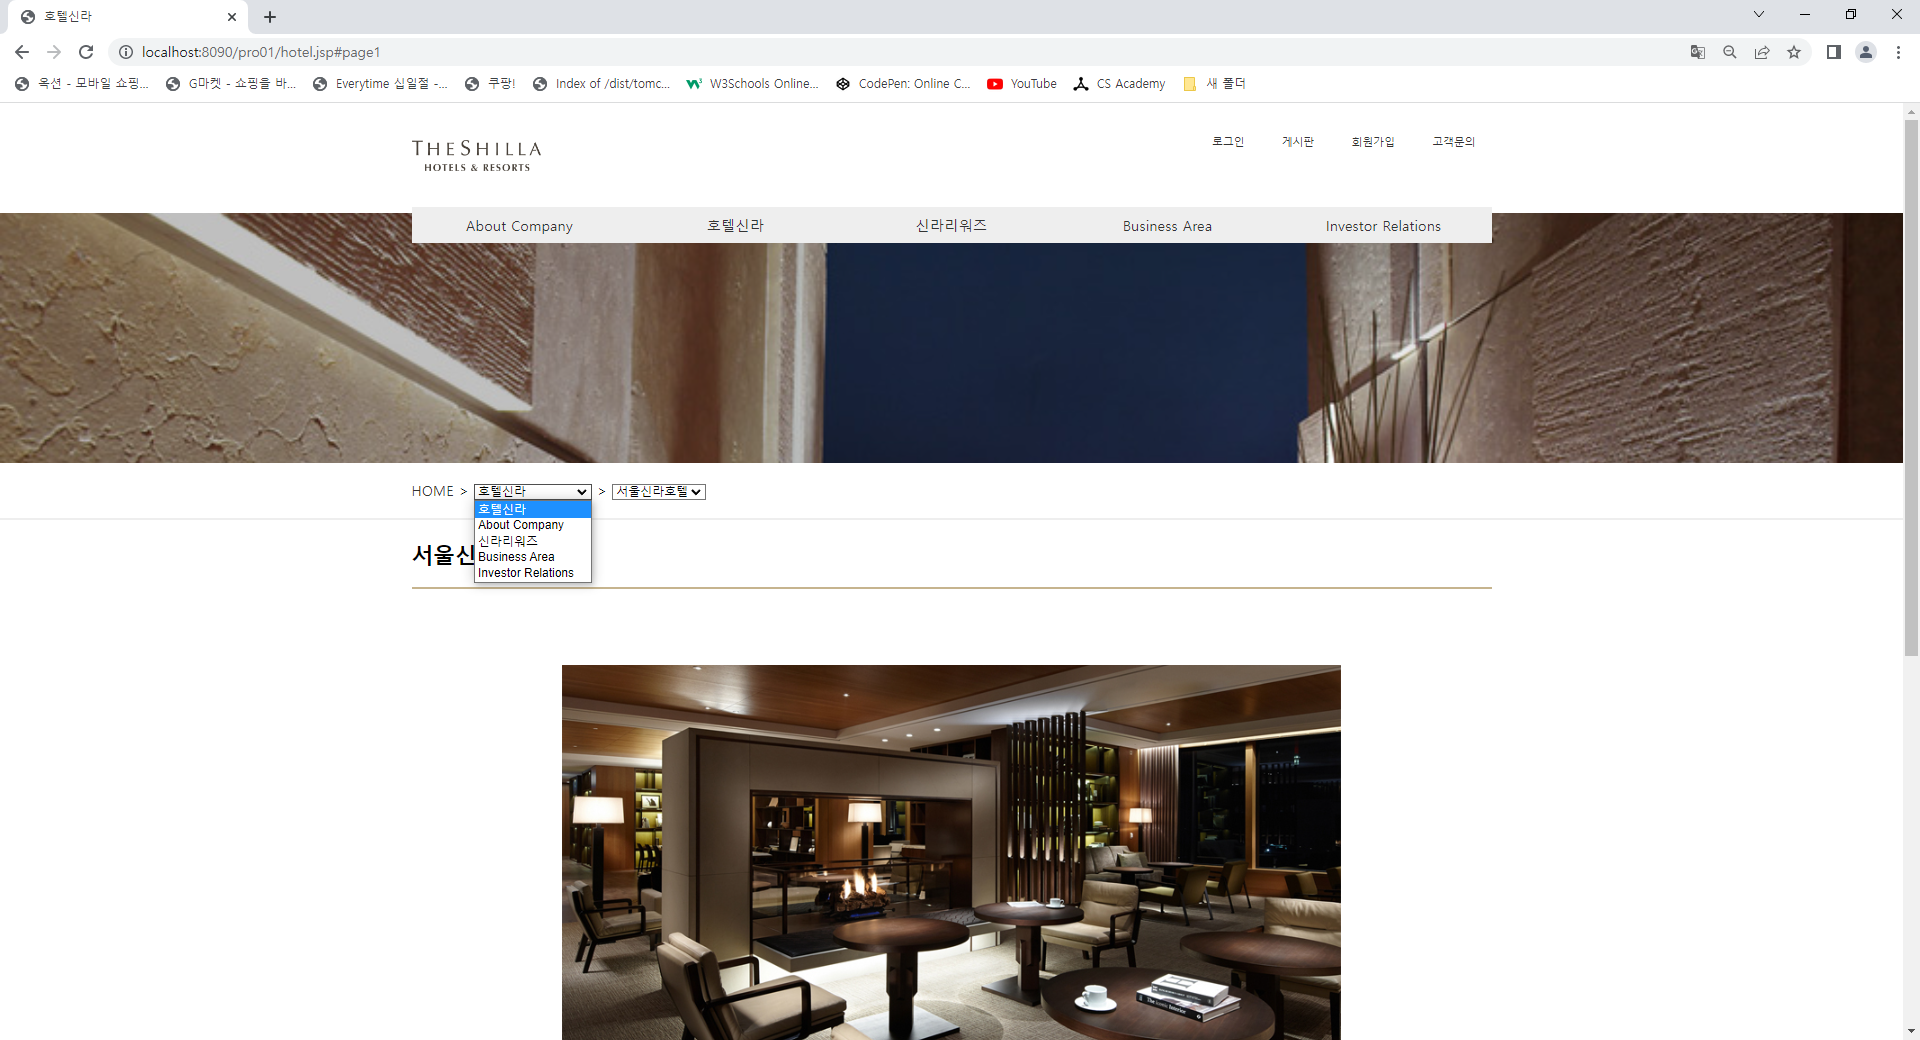 호텔신라
localhost:8090/pro01/hotel.jsp#page1
옥션 - 모바일 쇼핑... G마켓 - 쇼핑을 바... Everytime 십일절 -... 쿠팡! Index of /dist/tomc... W3Schools Online... CodePen: Online C... YouTube CS Academy 새 폴더
THE SHILLA
HOTELS & RESORTS
로그인 게시판 회원가입 고객문의
About Company 호텔신라 신라리워즈 Business Area Investor Relations
HOME > 호텔신라 > 서울신라호텔
호텔신라
About Company
신라리워즈
Business Area
Investor Relations
서울신